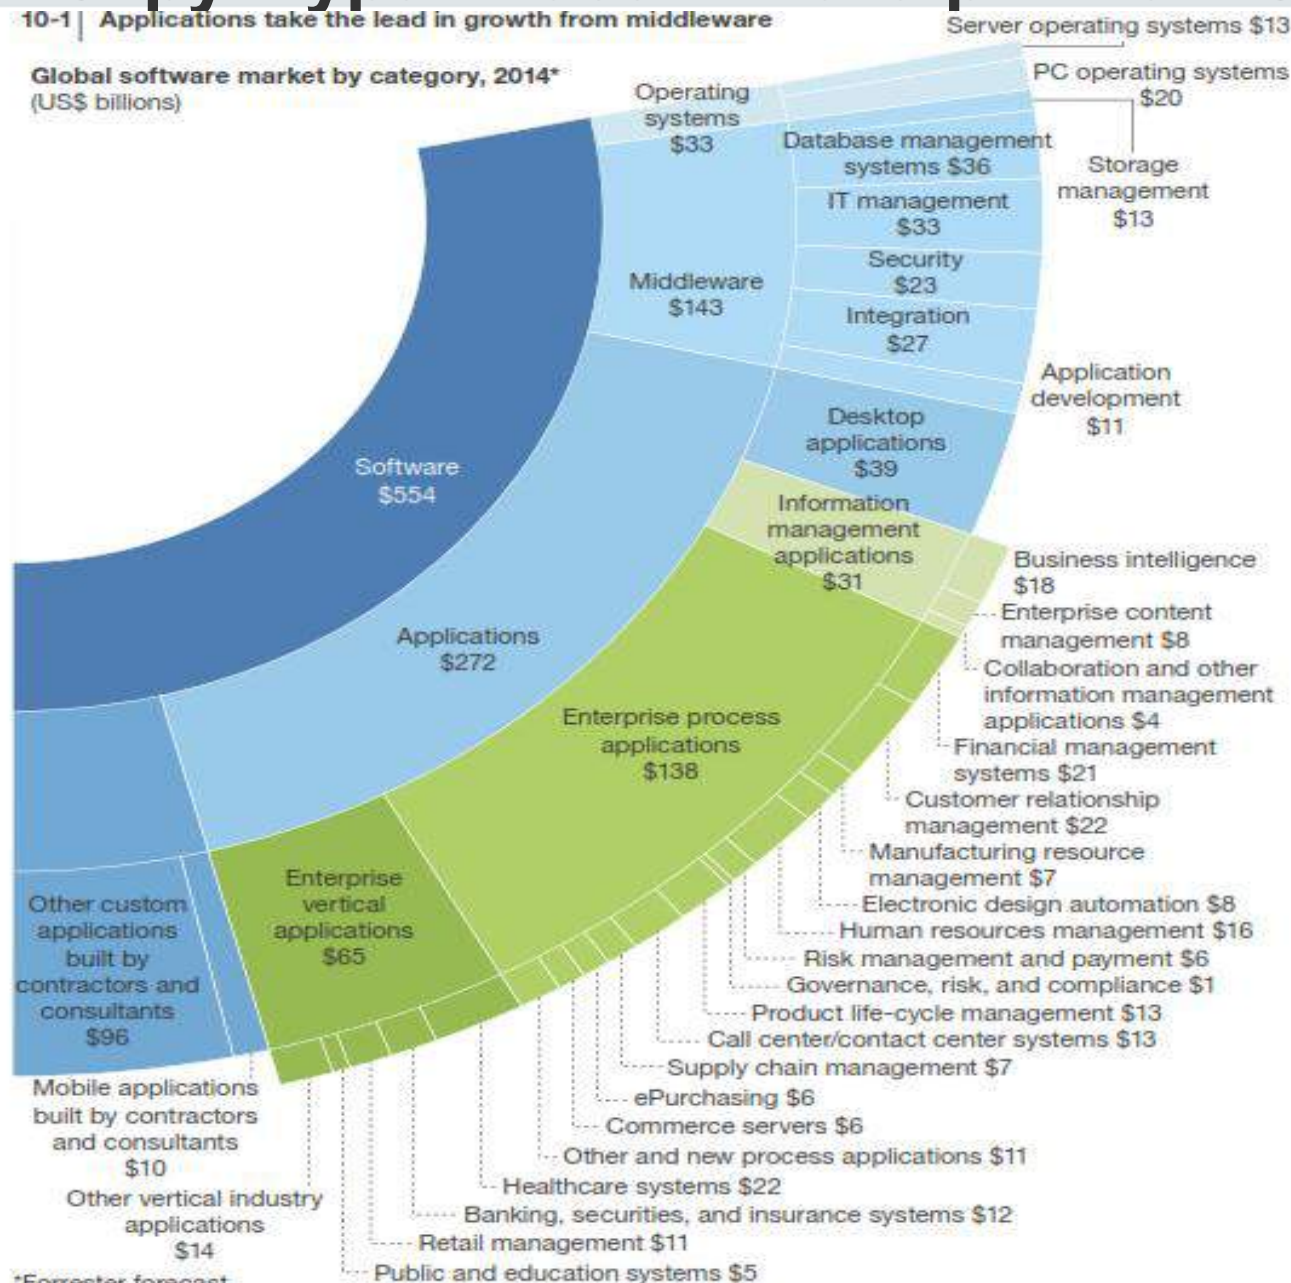 10-1 | Applications take the lead in growth from middleware
Global software market by category, 2014*
(US$ billions)
Server operating systems $13
PC operating systems
$20
Operating
systems
$33
Database management
systems $36
Storage
management
$13
IT management
$33
Security
$23
Middleware
$143
Integration
$27
Application
development
$11
Desktop
applications
$39
Software
$554
Information
management
applications
$31
Business intelligence
$18
Enterprise content
management $8
Collaboration and other
information management
applications $4
Applications
$272
Enterprise process
applications
$138
Financial management
systems $21
Customer relationship
management $22
Manufacturing resource
management $7
Electronic design automation $8
Human resources management $16
Risk management and payment $6
Governance, risk, and compliance $1
Product life-cycle management $13
Call center/contact center systems $13
Supply chain management $7
ePurchasing $6
Commerce servers $6
Other and new process applications $11
Enterprise
vertical
applications
$65
Healthcare systems $22
Banking, securities, and insurance systems $12
Retail management $11
Public and education systems $5
Other custom
applications
built by
contractors and
consultants
$96
Mobile applications
built by contractors
and consultants
$10
Other vertical industry
applications
$14
*Forrester forecast